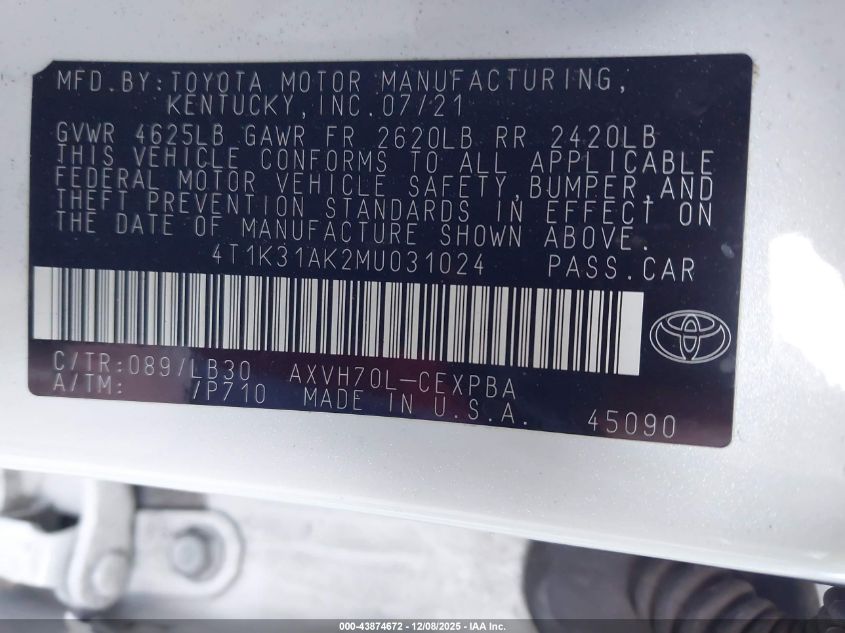 MFD.BY:TOYOTA MOTOR MANUFACTURING,
KENTUCKY, INC.07/21
GVWR 4625LB GAWR FR 2620LB RR 2420LB
THIS VEHICLE CONFORMS TO ALL APPLICABLE
FEDERAL MOTOR VEHICLE SAFETY,BUMPER,AND
THEFT PREVENTION STANDARDS IN EFFECT ON
THE DATE OF MANUFACTURE SHOWN ABOVE.
4T1K31AK2MU031024 PASS.CAR
C/TR:089/LB30 AXVH70L-CEXPBA
A/TM: /P710 MADE IN U.S.A. 45090
000-43874672 - 12/08/2025 - IAA Inc.